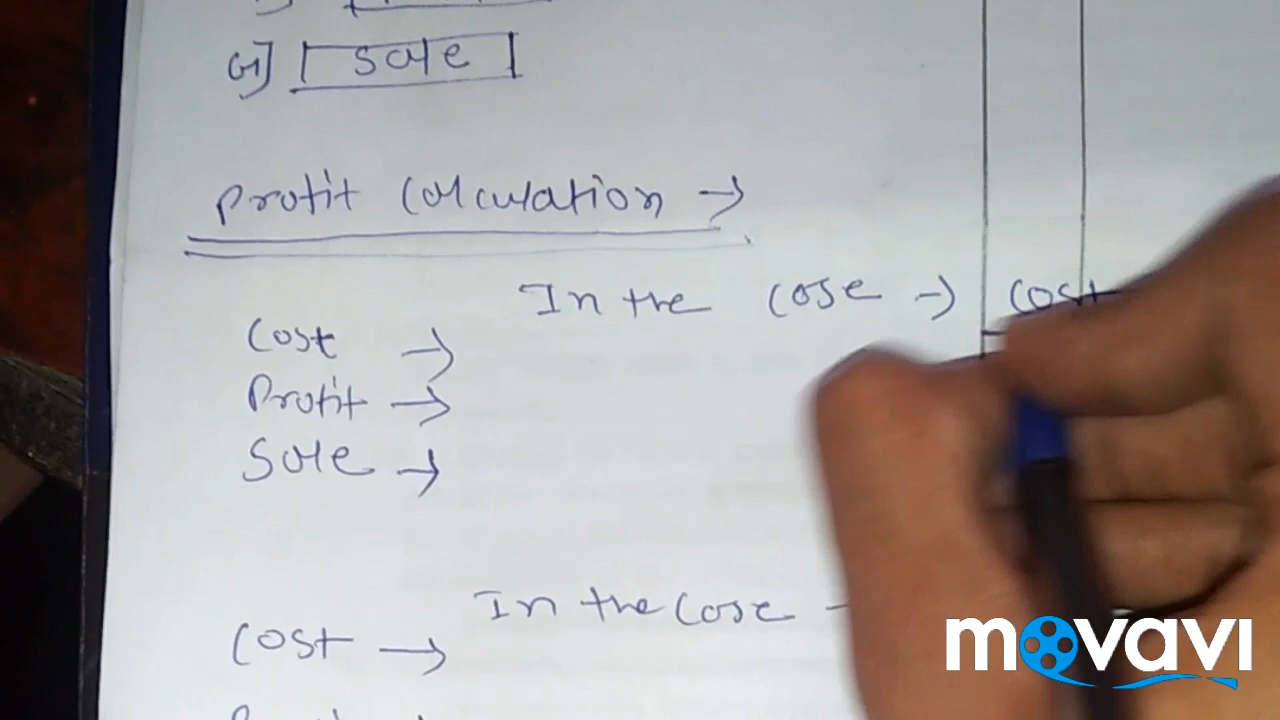 Sale
Profit Calculation →
In the case → cost
Cost →
Profit →
Sale →
In the case -
Cost →
movavi